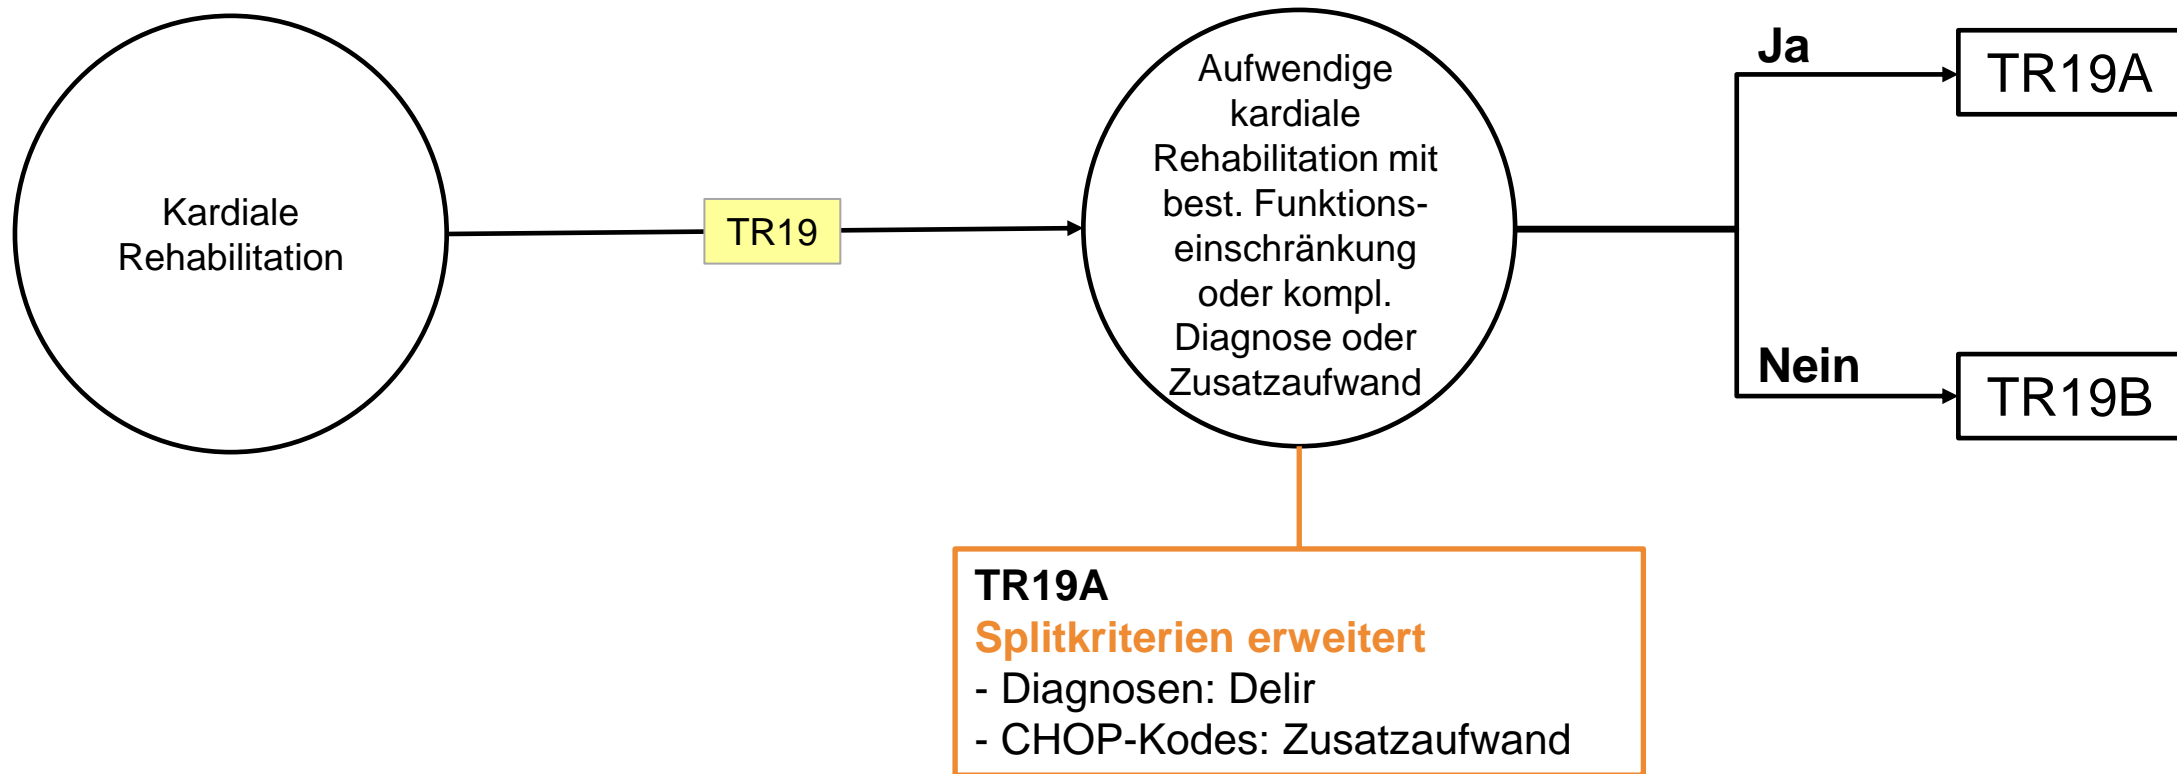 Kardiale
Rehabilitation
TR19
Aufwendige
kardiale
Rehabilitation mit
best. Funktions-
einschränkung
oder kompl.
Diagnose oder
Zusatzaufwand
Ja
TR19A
Nein
TR19B
TR19A
Splitkriterien erweitert
- Diagnosen: Delir
- CHOP-Kodes: Zusatzaufwand